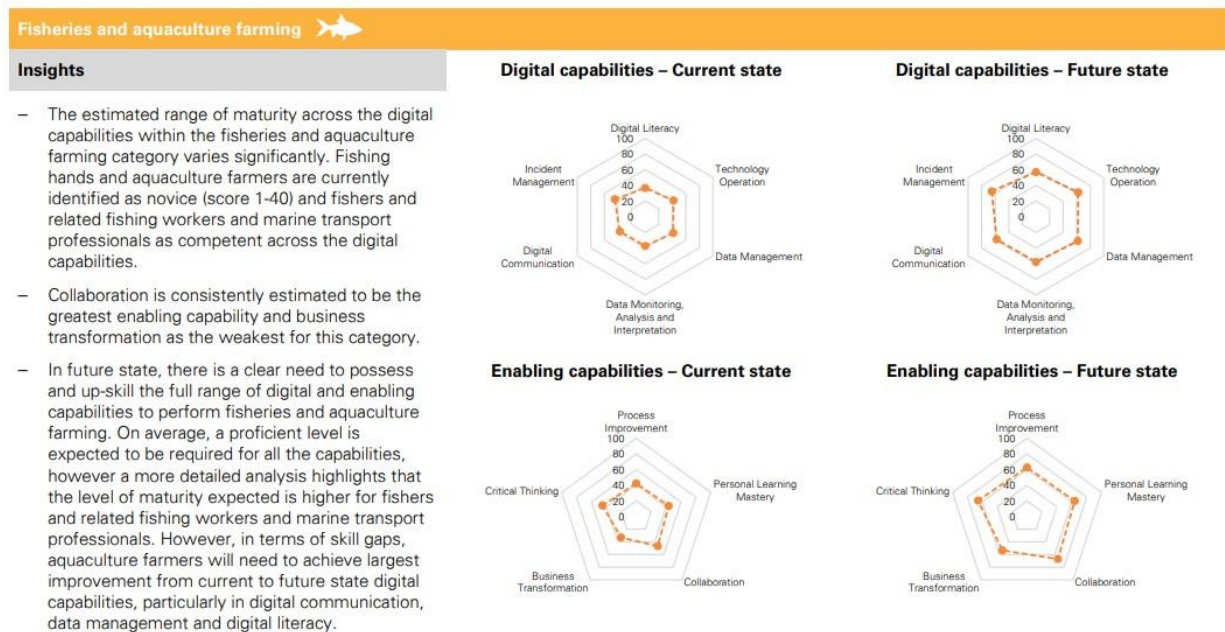 Fisheries and aquaculture farming
Insights
– The estimated range of maturity across the digital
capabilities within the fisheries and aquaculture
farming category varies significantly. Fishing
hands and aquaculture farmers are currently
identified as novice (score 1-40) and fishers and
related fishing workers and marine transport
professionals as competent across the digital
capabilities.
– Collaboration is consistently estimated to be the
greatest enabling capability and business
transformation as the weakest for this category.
– In future state, there is a clear need to possess
and up-skill the full range of digital and enabling
capabilities to perform fisheries and aquaculture
farming. On average, a proficient level is
expected to be required for all the capabilities,
however a more detailed analysis highlights that
the level of maturity expected is higher for fishers
and related fishing workers and marine transport
professionals. However, in terms of skill gaps,
aquaculture farmers will need to achieve largest
improvement from current to future state digital
capabilities, particularly in digital communication,
data management and digital literacy.
Digital capabilities – Current state
Digital Literacy
100
80
60
40
20
0
Technology
Operation
Data Management
Data Monitoring,
Analysis and
Interpretation
Digital
Communication
Incident
Management
Digital capabilities – Future state
Digital Literacy
100
80
60
40
20
0
Technology
Operation
Data Management
Data Monitoring,
Analysis and
Interpretation
Digital
Communication
Incident
Management
Enabling capabilities – Current state
Process
Improvement
100
80
60
40
20
0
Personal Learning
Mastery
Collaboration
Business
Transformation
Critical Thinking
Enabling capabilities – Future state
Process
Improvement
100
80
60
40
20
0
Personal Learning
Mastery
Collaboration
Business
Transformation
Critical Thinking